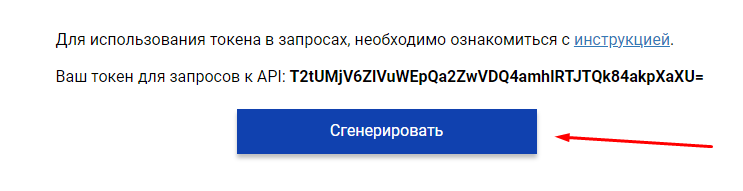 Для использования токена в запросах, необходимо ознакомиться с инструкцией.
Ваш токен для запросов к API: T2tUMjV6ZlVuWEpQa2ZwVDQ4amhlRTJTQk84akpXaXU=
Сгенерировать